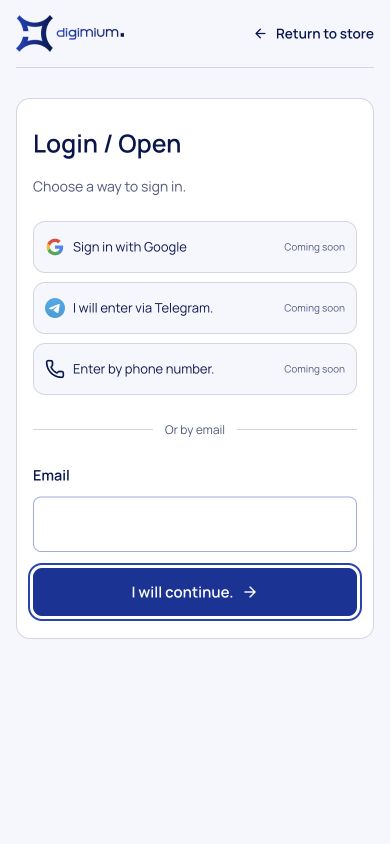 digimium.
Return to store
Login / Open
Choose a way to sign in.
Sign in with Google
Coming soon
I will enter via Telegram.
Coming soon
Enter by phone number.
Coming soon
Or by email
Email
I will continue.